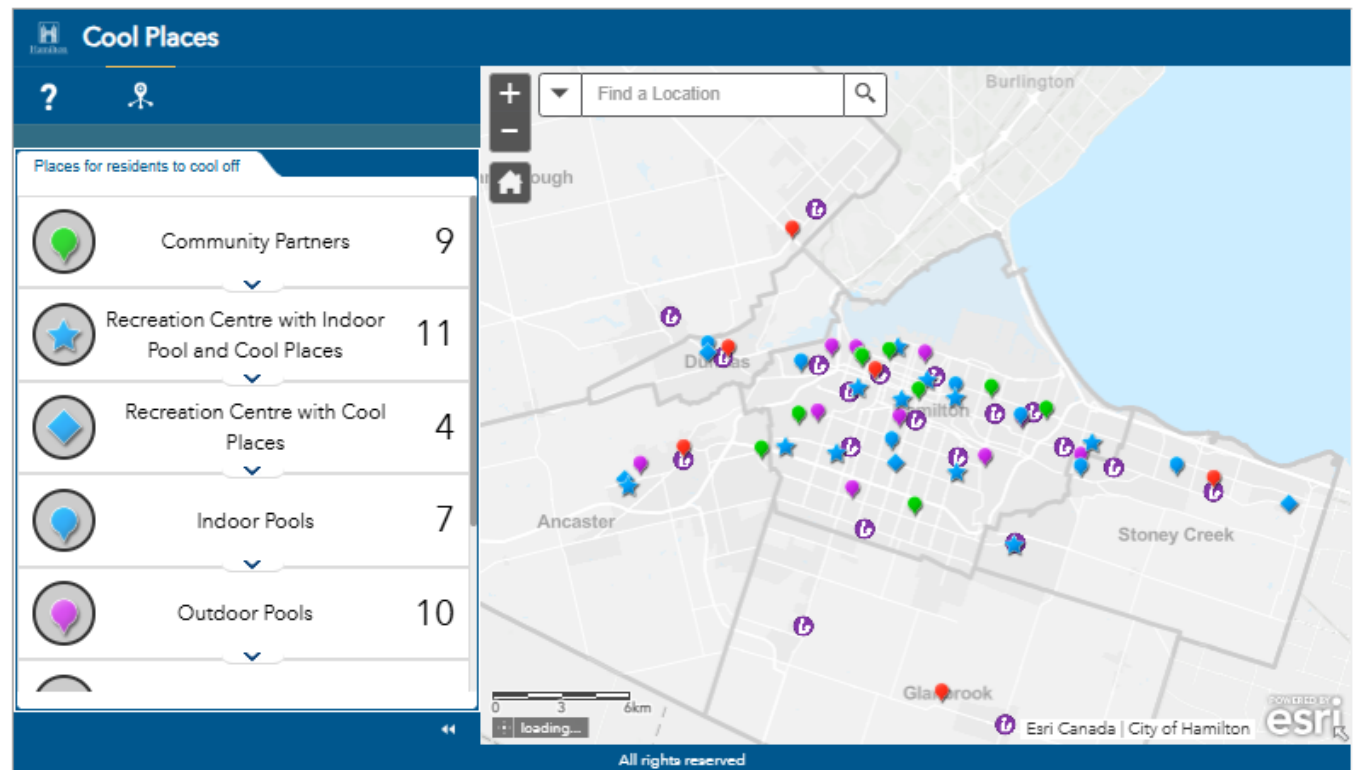 Hamilton
Cool Places
?
Places for residents to cool off
Community Partners 9
Recreation Centre with Indoor
Pool and Cool Places 11
Recreation Centre with Cool
Places 4
Indoor Pools 7
Outdoor Pools 10
+
−
Find a Location
Burlington
ough
Dundas
Hamilton
Ancaster
Stoney Creek
Glanbrook
0 3 6km
loading...
Esri Canada | City of Hamilton
POWERED BY
esri
All rights reserved